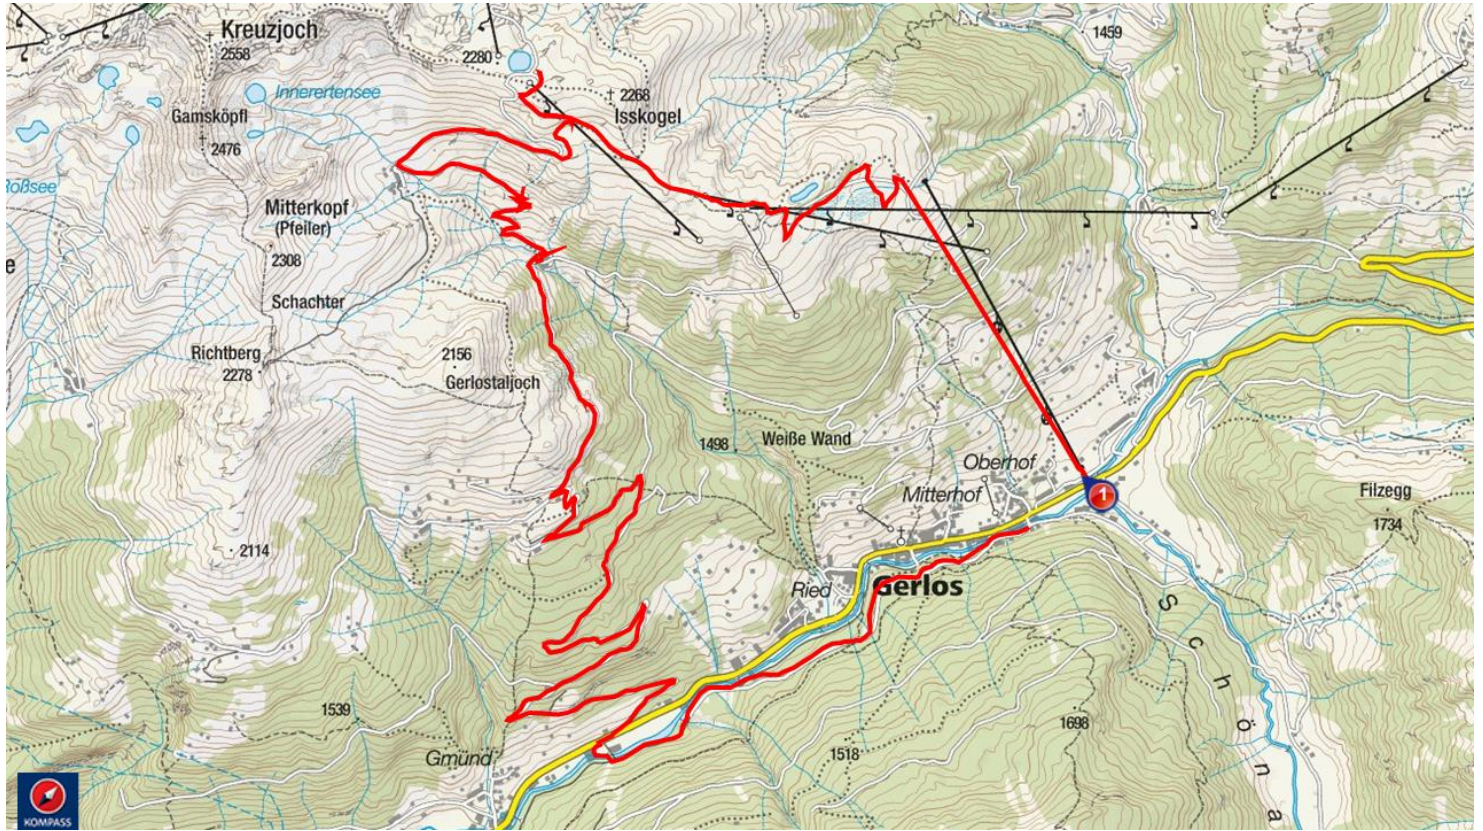 Kreuzjoch
2558
2280
1459
Innerertensee
2268
Isskogel
Gamsköpfl
2476
Roßsee
Mitterkopf
(Pfeiler)
2308
Schachter
Richtberg
2278
2156
Gerlostaljoch
1498
Weiße Wand
Oberhof
Mitterhof
1
Filzegg
1734
2114
Ried
Gerlos
Schöna
1539
1698
1518
Gmünd
KOMPASS